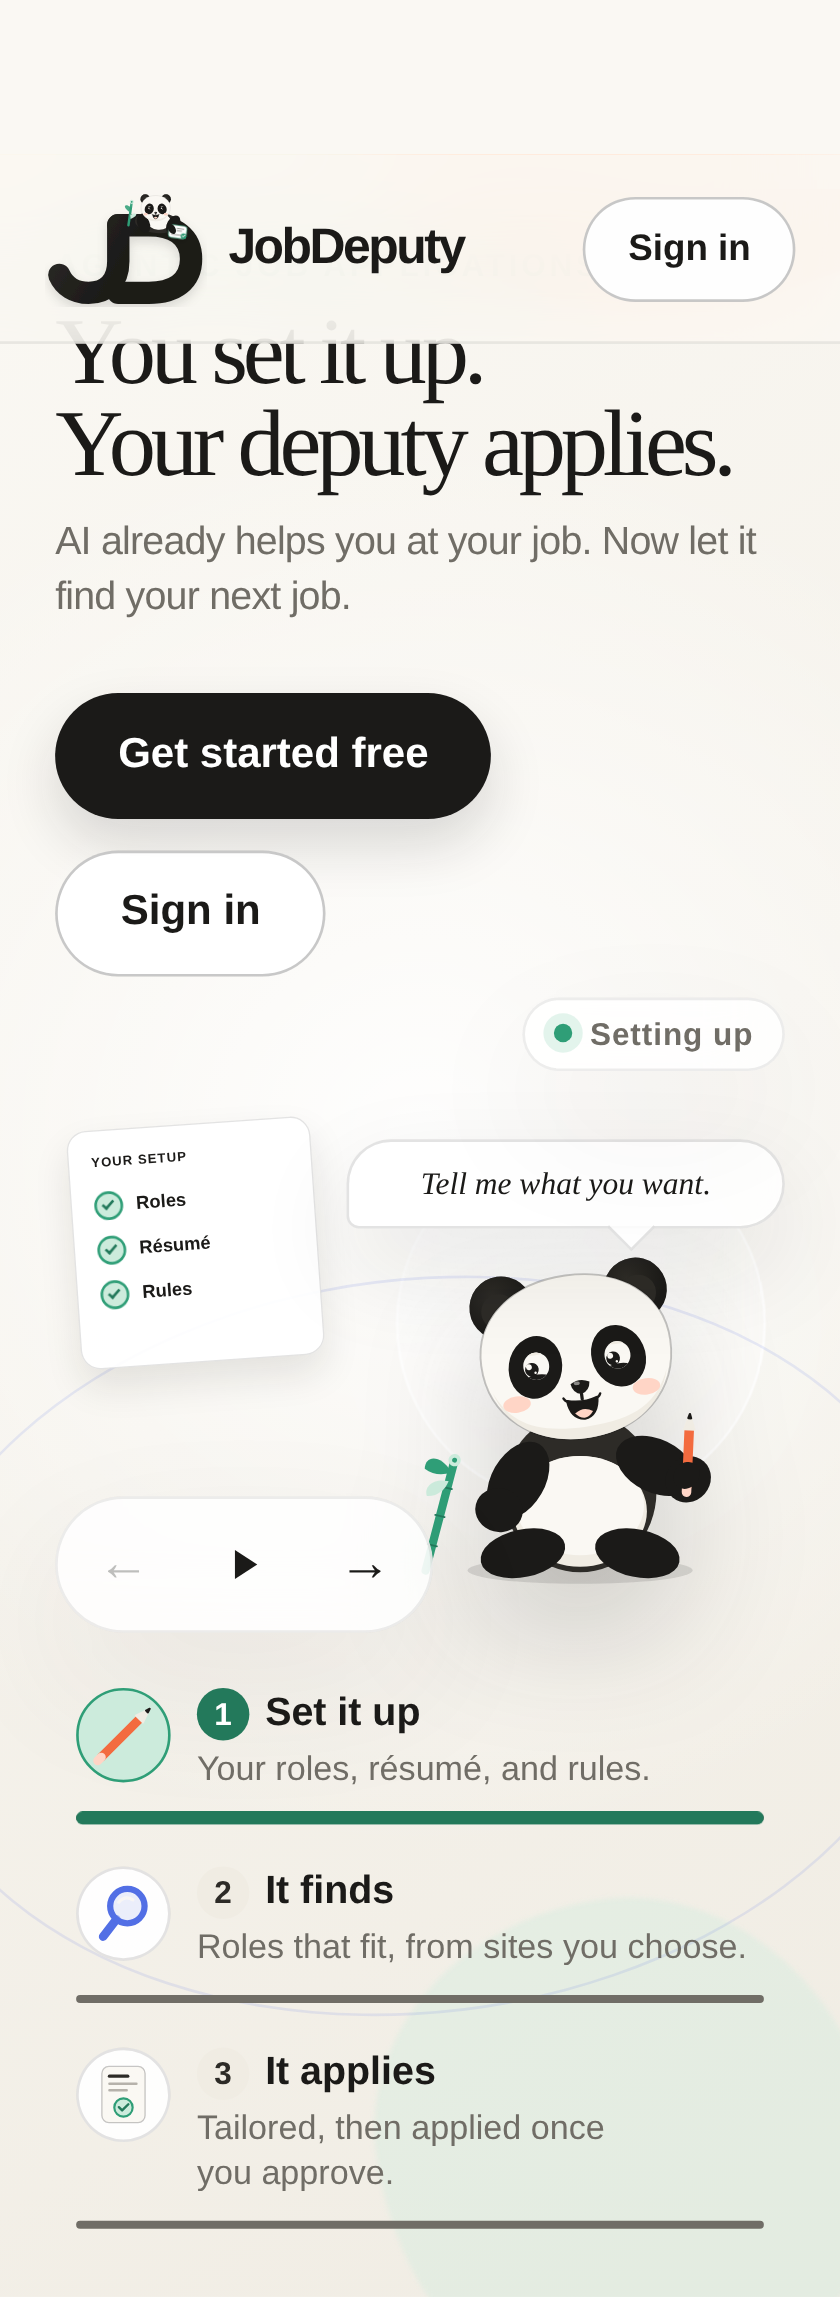 JobDeputy
Sign in
You set it up.
Your deputy applies.
AI already helps you at your job. Now let it
find your next job.
Get started free
Sign in
Setting up
YOUR SETUP
Roles
Résumé
Rules
Tell me what you want.
← ▶ →
1 Set it up
Your roles, résumé, and rules.
2 It finds
Roles that fit, from sites you choose.
3 It applies
Tailored, then applied once
you approve.